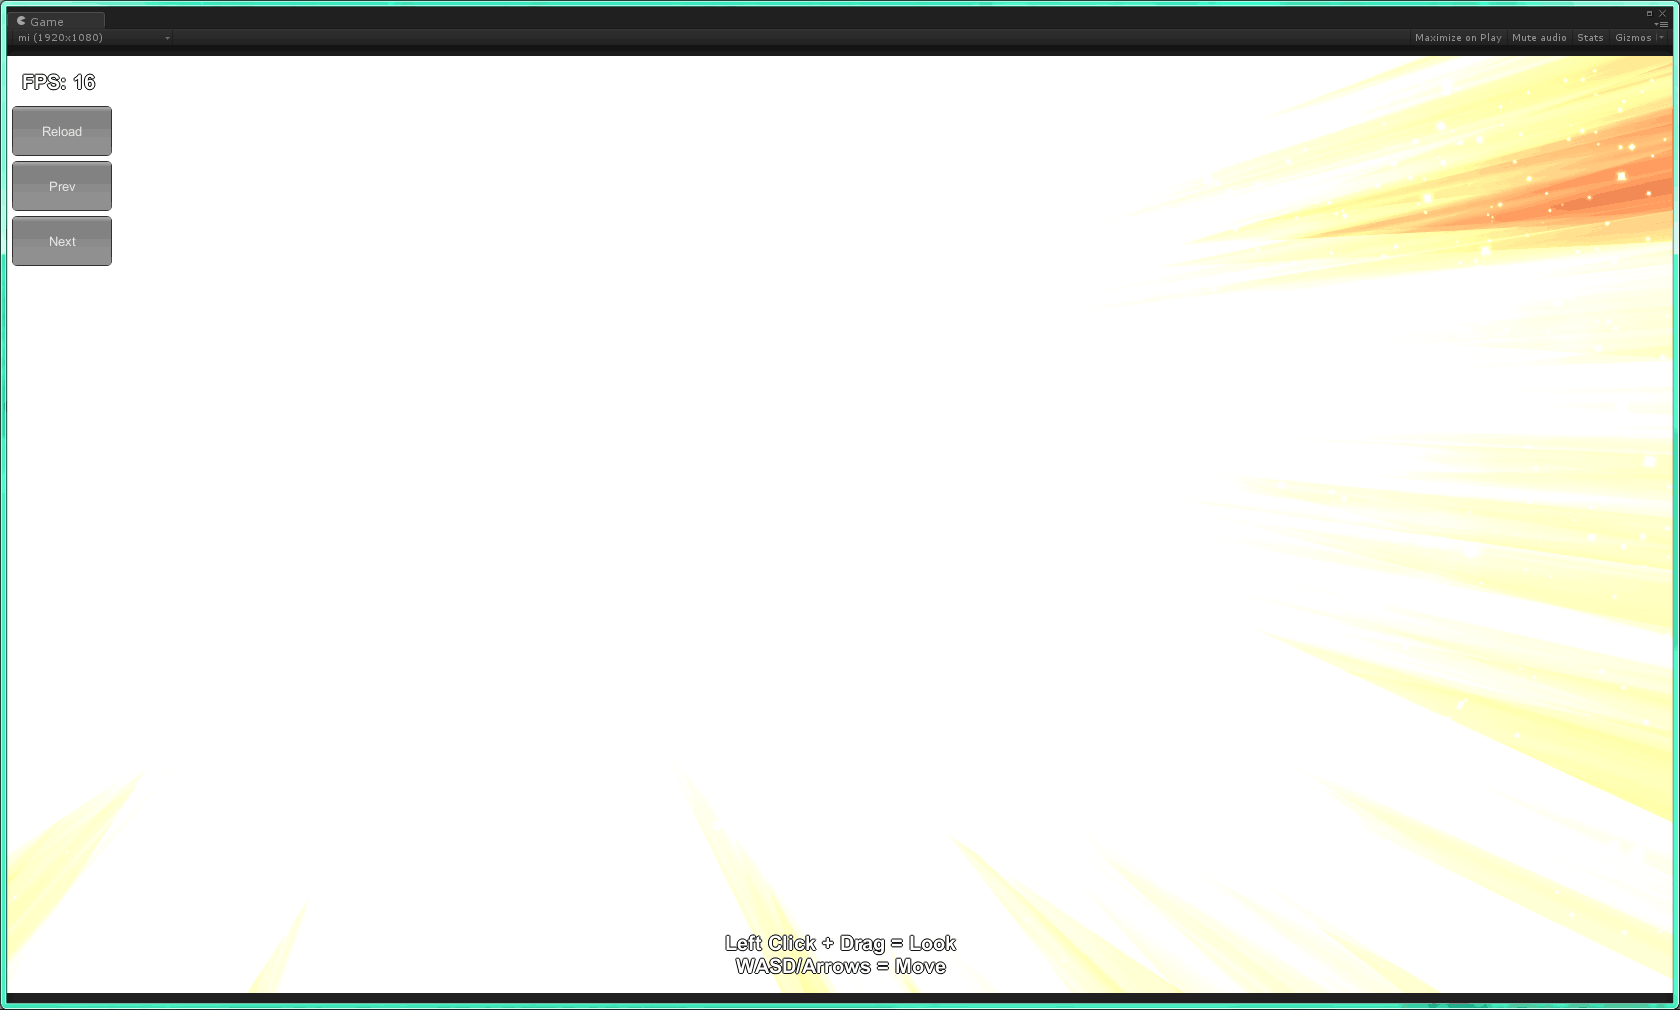 Game
mi (1920x1080)
Maximize on Play Mute audio Stats Gizmos
FPS: 16
Reload
Prev
Next
Left Click + Drag = Look
WASD/Arrows = Move